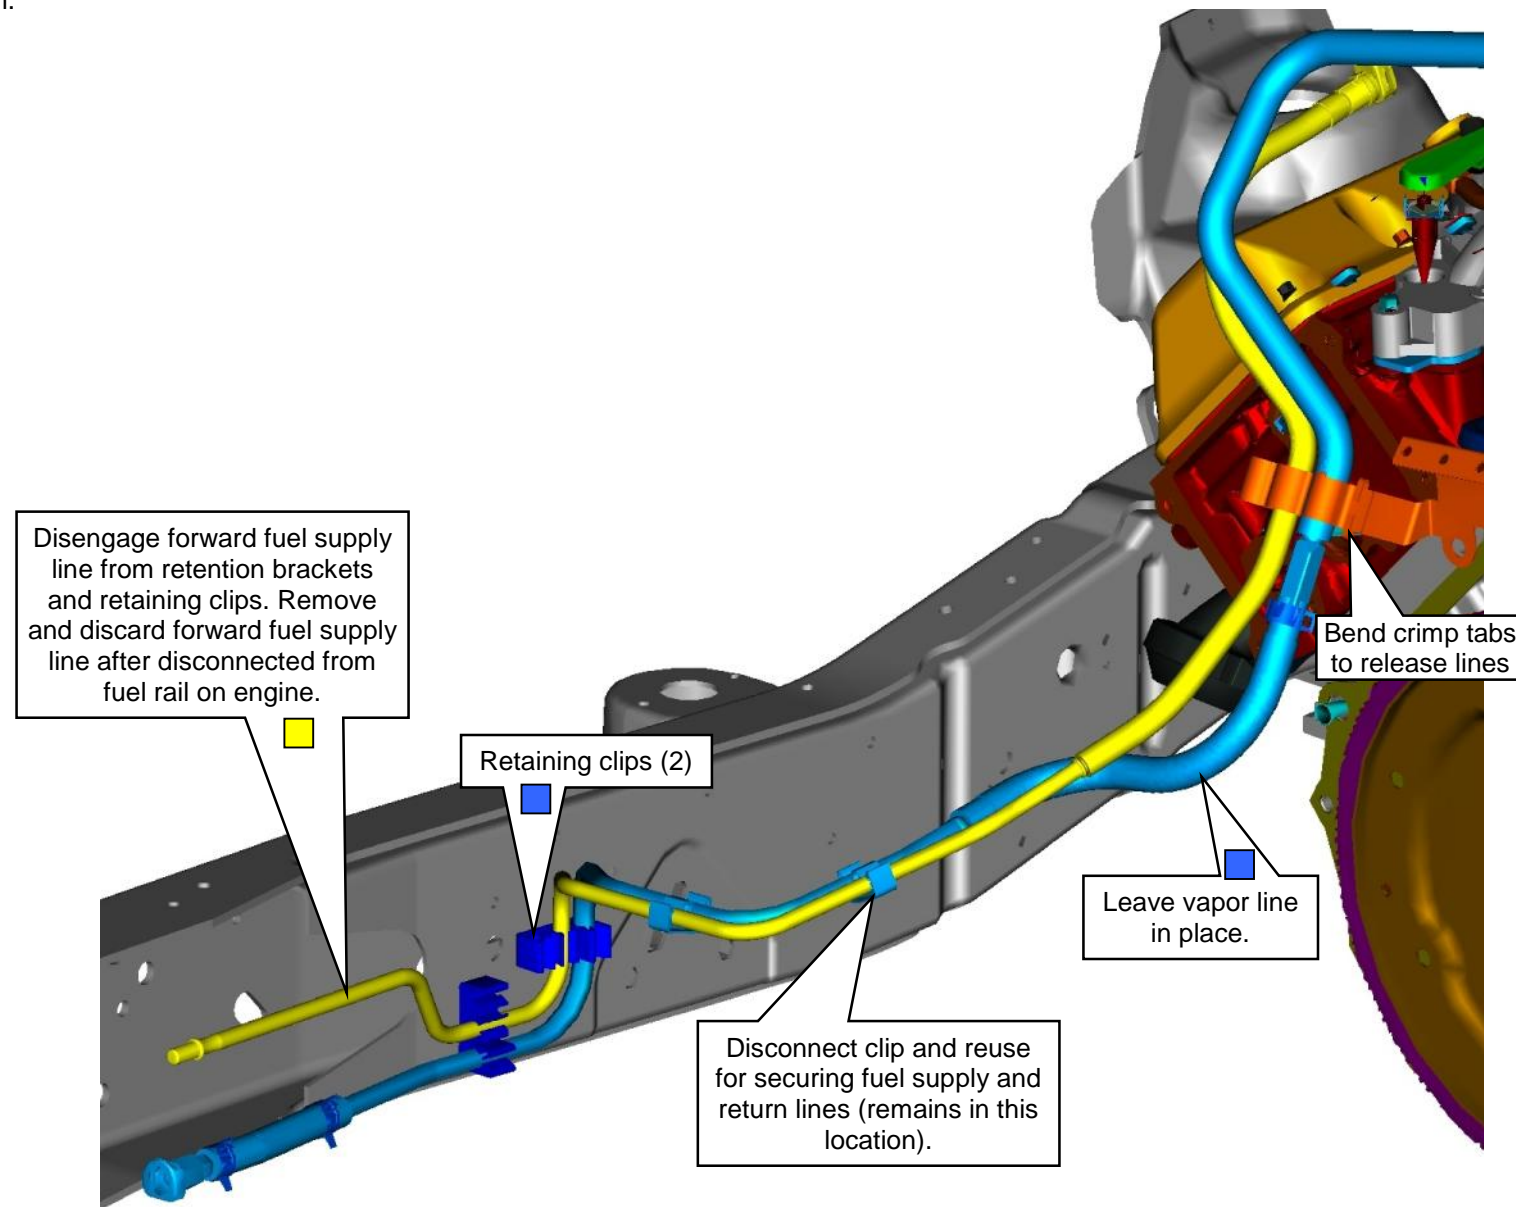 Disengage forward fuel supply
line from retention brackets
and retaining clips. Remove
and discard forward fuel supply
line after disconnected from
fuel rail on engine.
Retaining clips (2)
Bend crimp tabs
to release lines
Leave vapor line
in place.
Disconnect clip and reuse
for securing fuel supply and
return lines (remains in this
location).